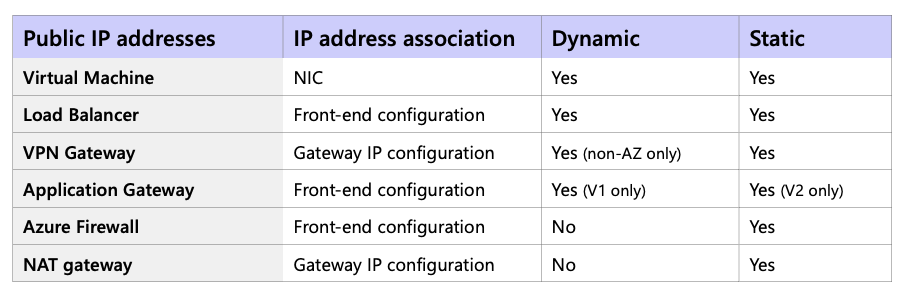 Public IP addresses IP address association Dynamic Static
Virtual Machine NIC Yes Yes
Load Balancer Front-end configuration Yes Yes
VPN Gateway Gateway IP configuration Yes (non-AZ only) Yes
Application Gateway Front-end configuration Yes (V1 only) Yes (V2 only)
Azure Firewall Front-end configuration No Yes
NAT gateway Gateway IP configuration No Yes